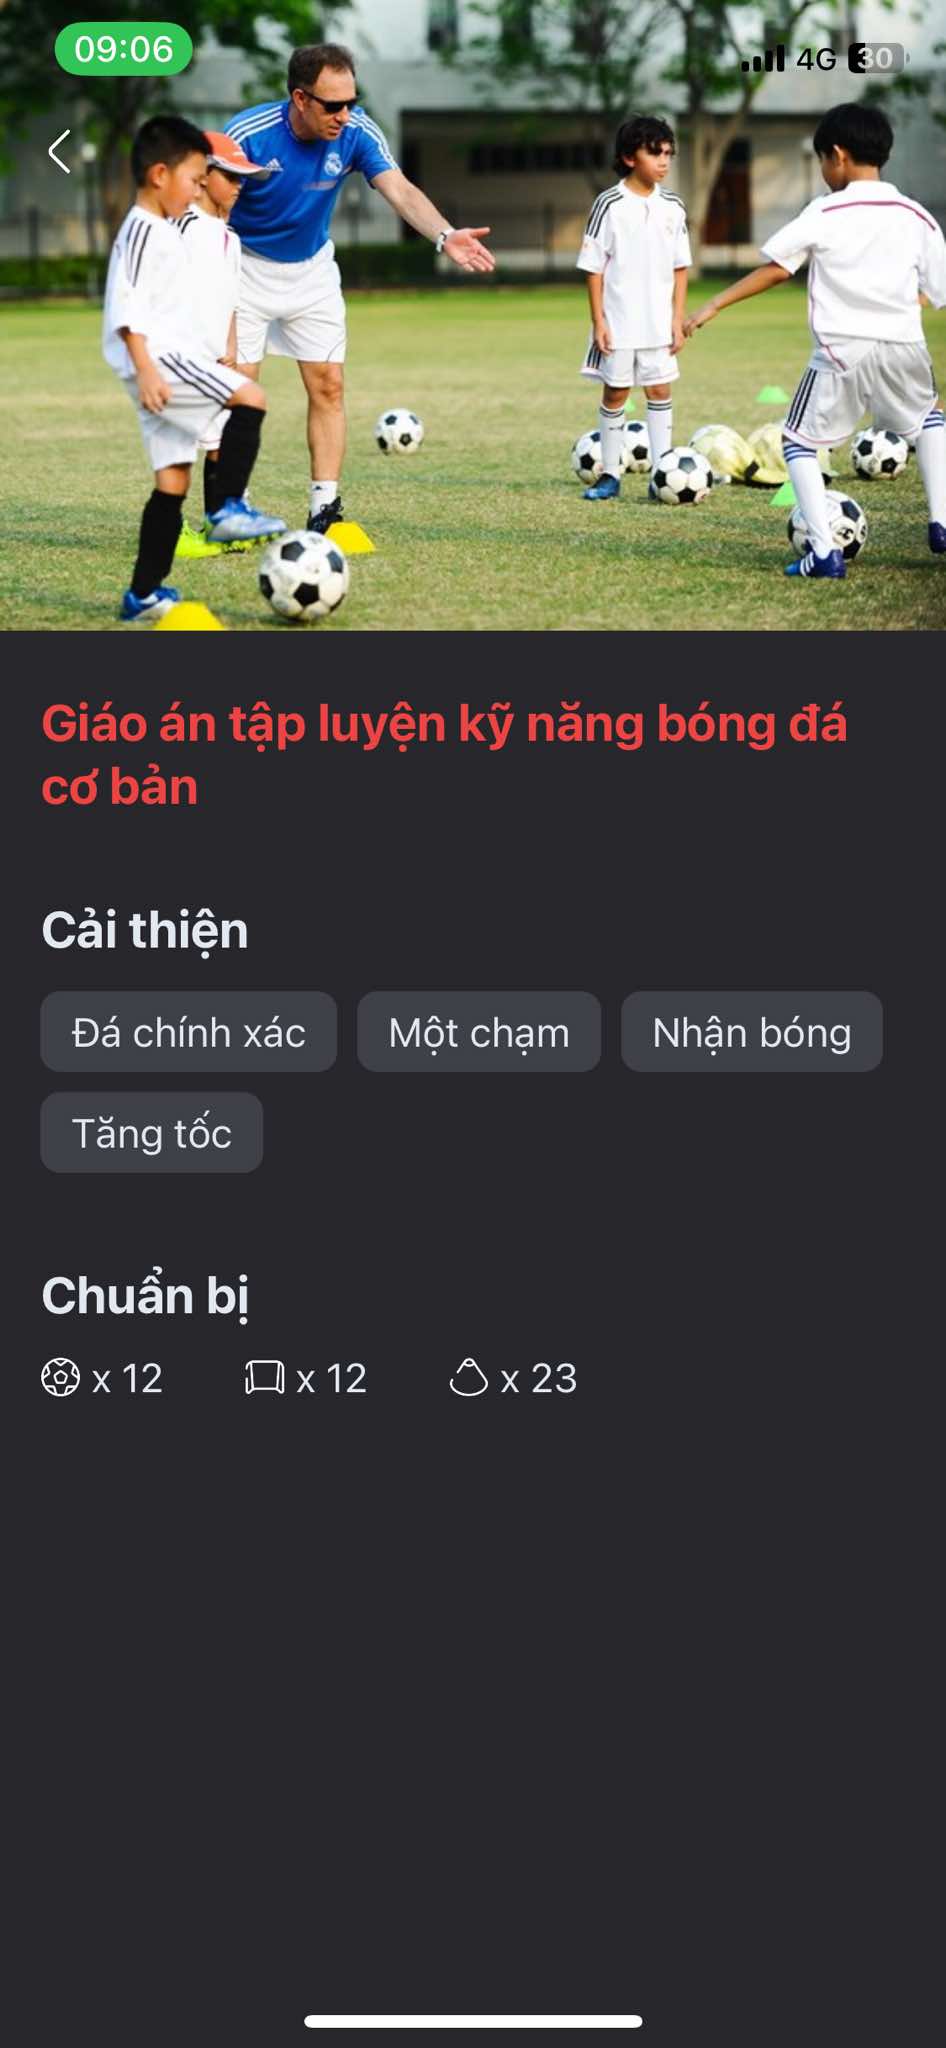 09:06
4G 30
Giáo án tập luyện kỹ năng bóng đá
cơ bản
Cải thiện
Đá chính xác Một chạm Nhận bóng
Tăng tốc
Chuẩn bị
x 12 x 12 x 23